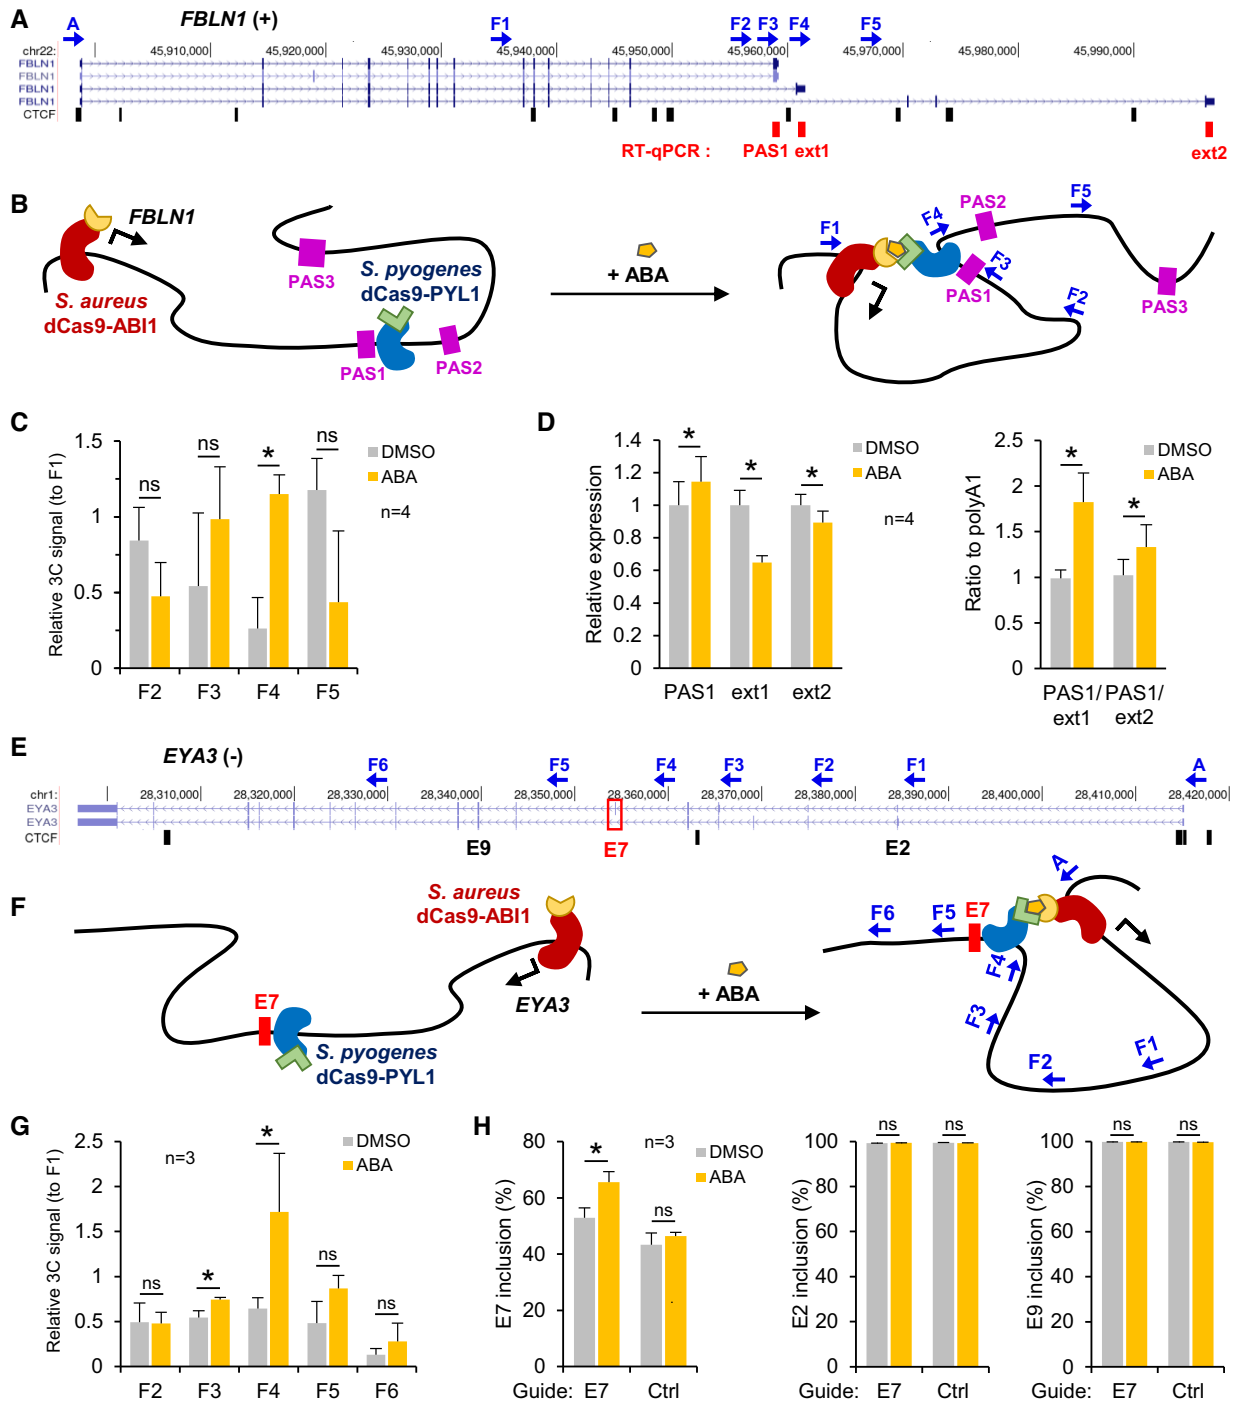 A
FBLN1 (+)
A F1 F2 F3 F4 F5
chr22: 45,910,000 45,920,000 45,930,000 45,940,000 45,950,000 45,960,000 45,970,000 45,980,000 45,990,000
FBLN1
FBLN1
FBLN1
FBLN1
CTCF
RT-qPCR : PAS1 ext1 ext2
B
FBLN1
S. aureus
dCas9-ABI1
PAS3
S. pyogenes
dCas9-PYL1
PAS1
PAS2
+ ABA
F1
F4
PAS2
F5
F3
PAS1
F2
PAS3
C
Relative 3C signal (to F1)
1.5
1
0.5
0
ns
ns
*
ns
DMSO
ABA
n=4
F2 F3 F4 F5
D
Relative expression
1.4
1.2
1
0.8
0.6
0.4
0.2
0
*
*
*
DMSO
ABA
n=4
PAS1 ext1 ext2
Ratio to polyA1
2.5
2
1.5
1
0.5
0
*
*
DMSO
ABA
PAS1/ PAS1/
ext1 ext2
E
EYA3 (-)
F6 F5 F4 F3 F2 F1 A
chr1: 28,310,000 28,320,000 28,330,000 28,340,000 28,350,000 28,360,000 28,370,000 28,380,000 28,390,000 28,400,000 28,410,000 28,420,000
EYA3
EYA3
CTCF
E9 E7 E2
F
S. aureus
dCas9-ABI1
E7
EYA3
S. pyogenes
dCas9-PYL1
+ ABA
A
F6
F5
E7
F4
F3
F2
F1
G
Relative 3C signal (to F1)
2.5
2
1.5
1
0.5
0
n=3
ns
*
*
ns
ns
DMSO
ABA
F2 F3 F4 F5 F6
H
E7 inclusion (%)
80
60
40
20
0
*
ns
n=3
DMSO
ABA
Guide: E7 Ctrl
E2 inclusion (%)
100
80
60
40
20
0
ns
ns
Guide: E7 Ctrl
E9 inclusion (%)
100
80
60
40
20
0
ns
ns
Guide: E7 Ctrl